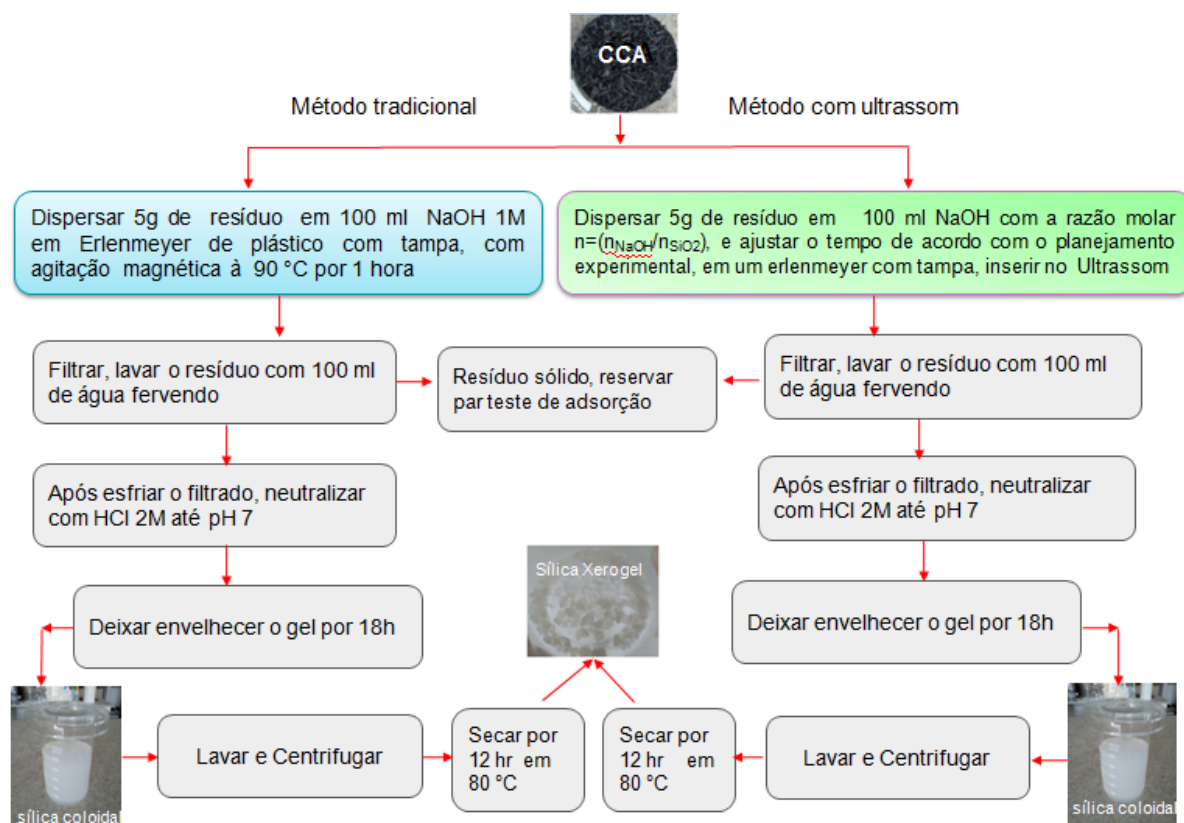 CCA
Método tradicional
Método com ultrassom
Dispersar 5g de resíduo em 100 ml NaOH 1M
em Erlenmeyer de plástico com tampa, com
agitação magnética à 90 °C por 1 hora
Dispersar 5g de resíduo em 100 ml NaOH com a razão molar
n=(nNaOH/nSiO2), e ajustar o tempo de acordo com o planejamento
experimental, em um erlenmeyer com tampa, inserir no Ultrassom
Filtrar, lavar o resíduo com 100 ml
de água fervendo
Resíduo sólido, reservar
par teste de adsorção
Filtrar, lavar o resíduo com 100 ml
de água fervendo
Após esfriar o filtrado, neutralizar
com HCl 2M até pH 7
Após esfriar o filtrado, neutralizar
com HCl 2M até pH 7
Sílica Xerogel
Deixar envelhecer o gel por 18h
Deixar envelhecer o gel por 18h
sílica coloidal
Lavar e Centrifugar
Secar por
12 hr em
80 °C
Secar por
12 hr em
80 °C
Lavar e Centrifugar
sílica coloidal